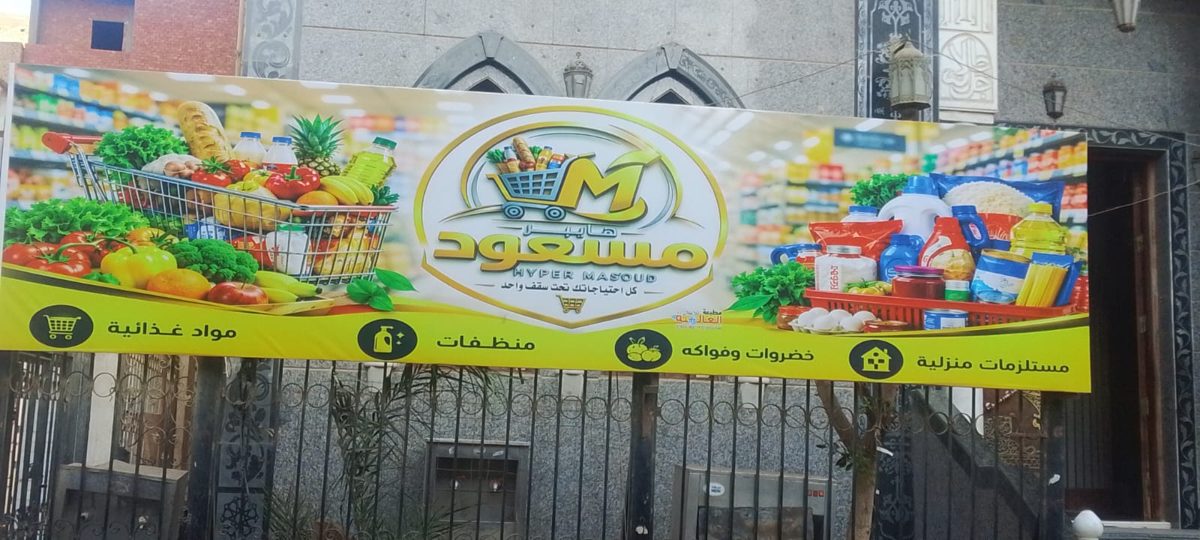 M
هايبر
مسعود
HYPER MASOUD
كل احتياجاتك تحت سقف واحد
مستلزمات منزلية
خضروات وفواكه
منظفات
مواد غذائية